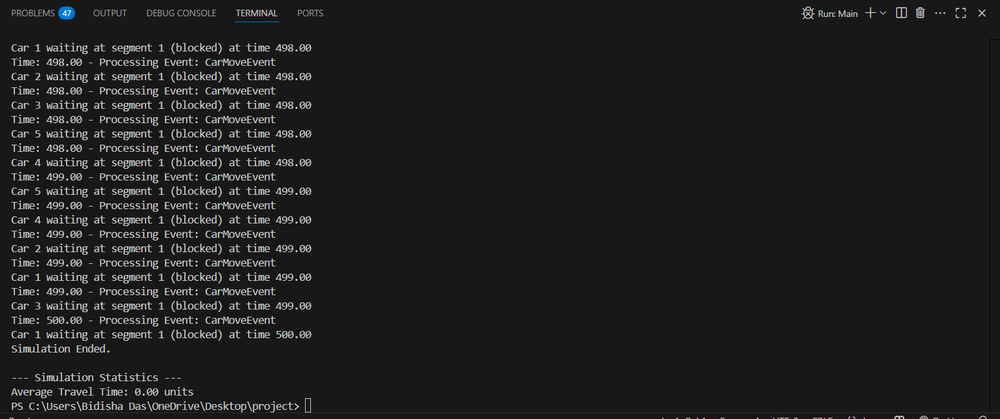 PROBLEMS 47 OUTPUT DEBUG CONSOLE TERMINAL PORTS Run: Main
Car 1 waiting at segment 1 (blocked) at time 498.00
Time: 498.00 - Processing Event: CarMoveEvent
Car 2 waiting at segment 1 (blocked) at time 498.00
Time: 498.00 - Processing Event: CarMoveEvent
Car 3 waiting at segment 1 (blocked) at time 498.00
Time: 498.00 - Processing Event: CarMoveEvent
Car 5 waiting at segment 1 (blocked) at time 498.00
Time: 498.00 - Processing Event: CarMoveEvent
Car 4 waiting at segment 1 (blocked) at time 498.00
Time: 499.00 - Processing Event: CarMoveEvent
Car 5 waiting at segment 1 (blocked) at time 499.00
Time: 499.00 - Processing Event: CarMoveEvent
Car 4 waiting at segment 1 (blocked) at time 499.00
Time: 499.00 - Processing Event: CarMoveEvent
Car 2 waiting at segment 1 (blocked) at time 499.00
Time: 499.00 - Processing Event: CarMoveEvent
Car 1 waiting at segment 1 (blocked) at time 499.00
Time: 499.00 - Processing Event: CarMoveEvent
Car 3 waiting at segment 1 (blocked) at time 499.00
Time: 500.00 - Processing Event: CarMoveEvent
Car 1 waiting at segment 1 (blocked) at time 500.00
Simulation Ended.
--- Simulation Statistics ---
Average Travel Time: 0.00 units
PS C:\Users\Bidisha Das\OneDrive\Desktop\project>